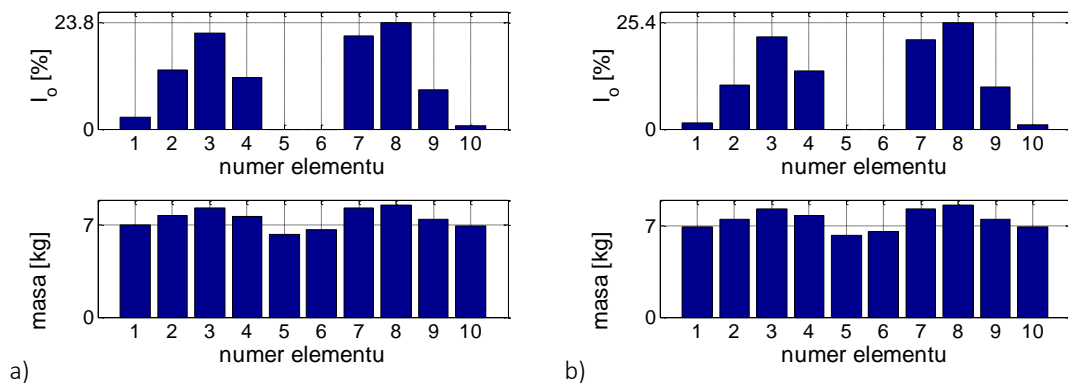 23.8
I_o [%]
0
1 2 3 4 5 6 7 8 9 10
numer elementu
7
masa [kg]
0
1 2 3 4 5 6 7 8 9 10
numer elementu
a)
25.4
I_o [%]
0
1 2 3 4 5 6 7 8 9 10
numer elementu
7
masa [kg]
0
1 2 3 4 5 6 7 8 9 10
numer elementu
b)